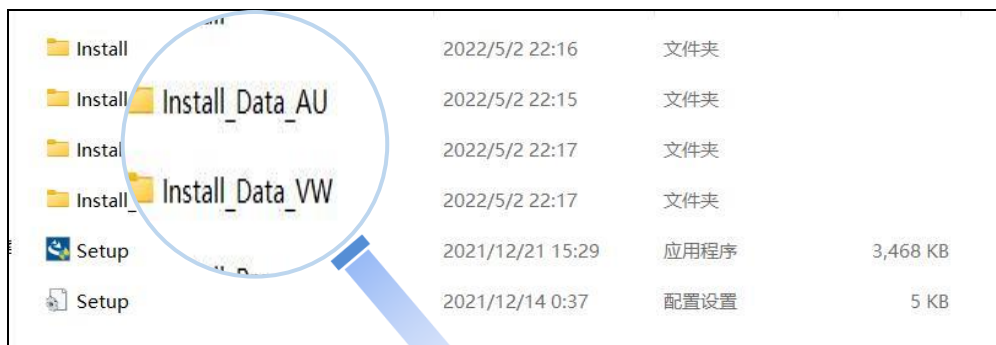 Install 2022/5/2 22:16 文件夹
Install Install_Data_AU 2022/5/2 22:15 文件夹
Instal 2022/5/2 22:17 文件夹
Install_ Install_Data_VW 2022/5/2 22:17 文件夹
Setup 2021/12/21 15:29 应用程序 3,468 KB
Setup 2021/12/14 0:37 配置设置 5 KB